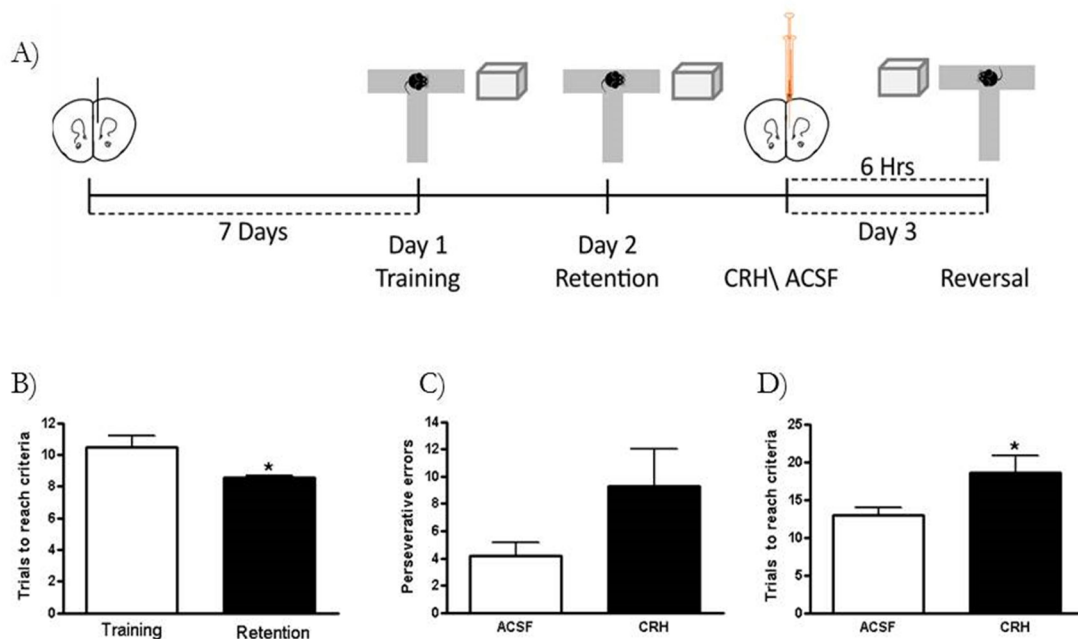 A)
6 Hrs
7 Days
Day 1
Training
Day 2
Retention
Day 3
CRH\ ACSF
Reversal
B)
Trials to reach criteria
12
10
8
6
4
2
0
*
Training
Retention
C)
Perseverative errors
14
12
10
8
6
4
2
0
ACSF
CRH
D)
Trials to reach criteria
25
20
15
10
5
0
*
ACSF
CRH